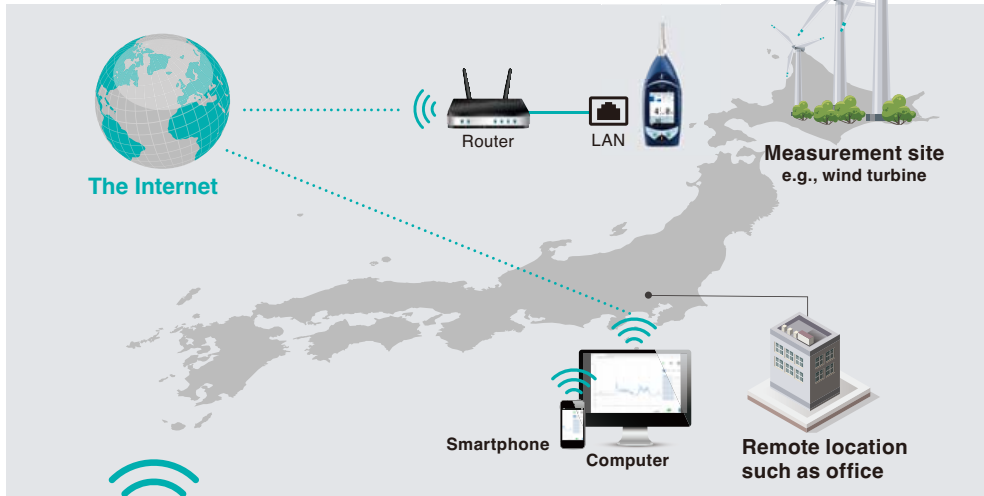 Router
LAN
The Internet
Measurement site
e.g., wind turbine
Smartphone
Computer
Remote location
such as office